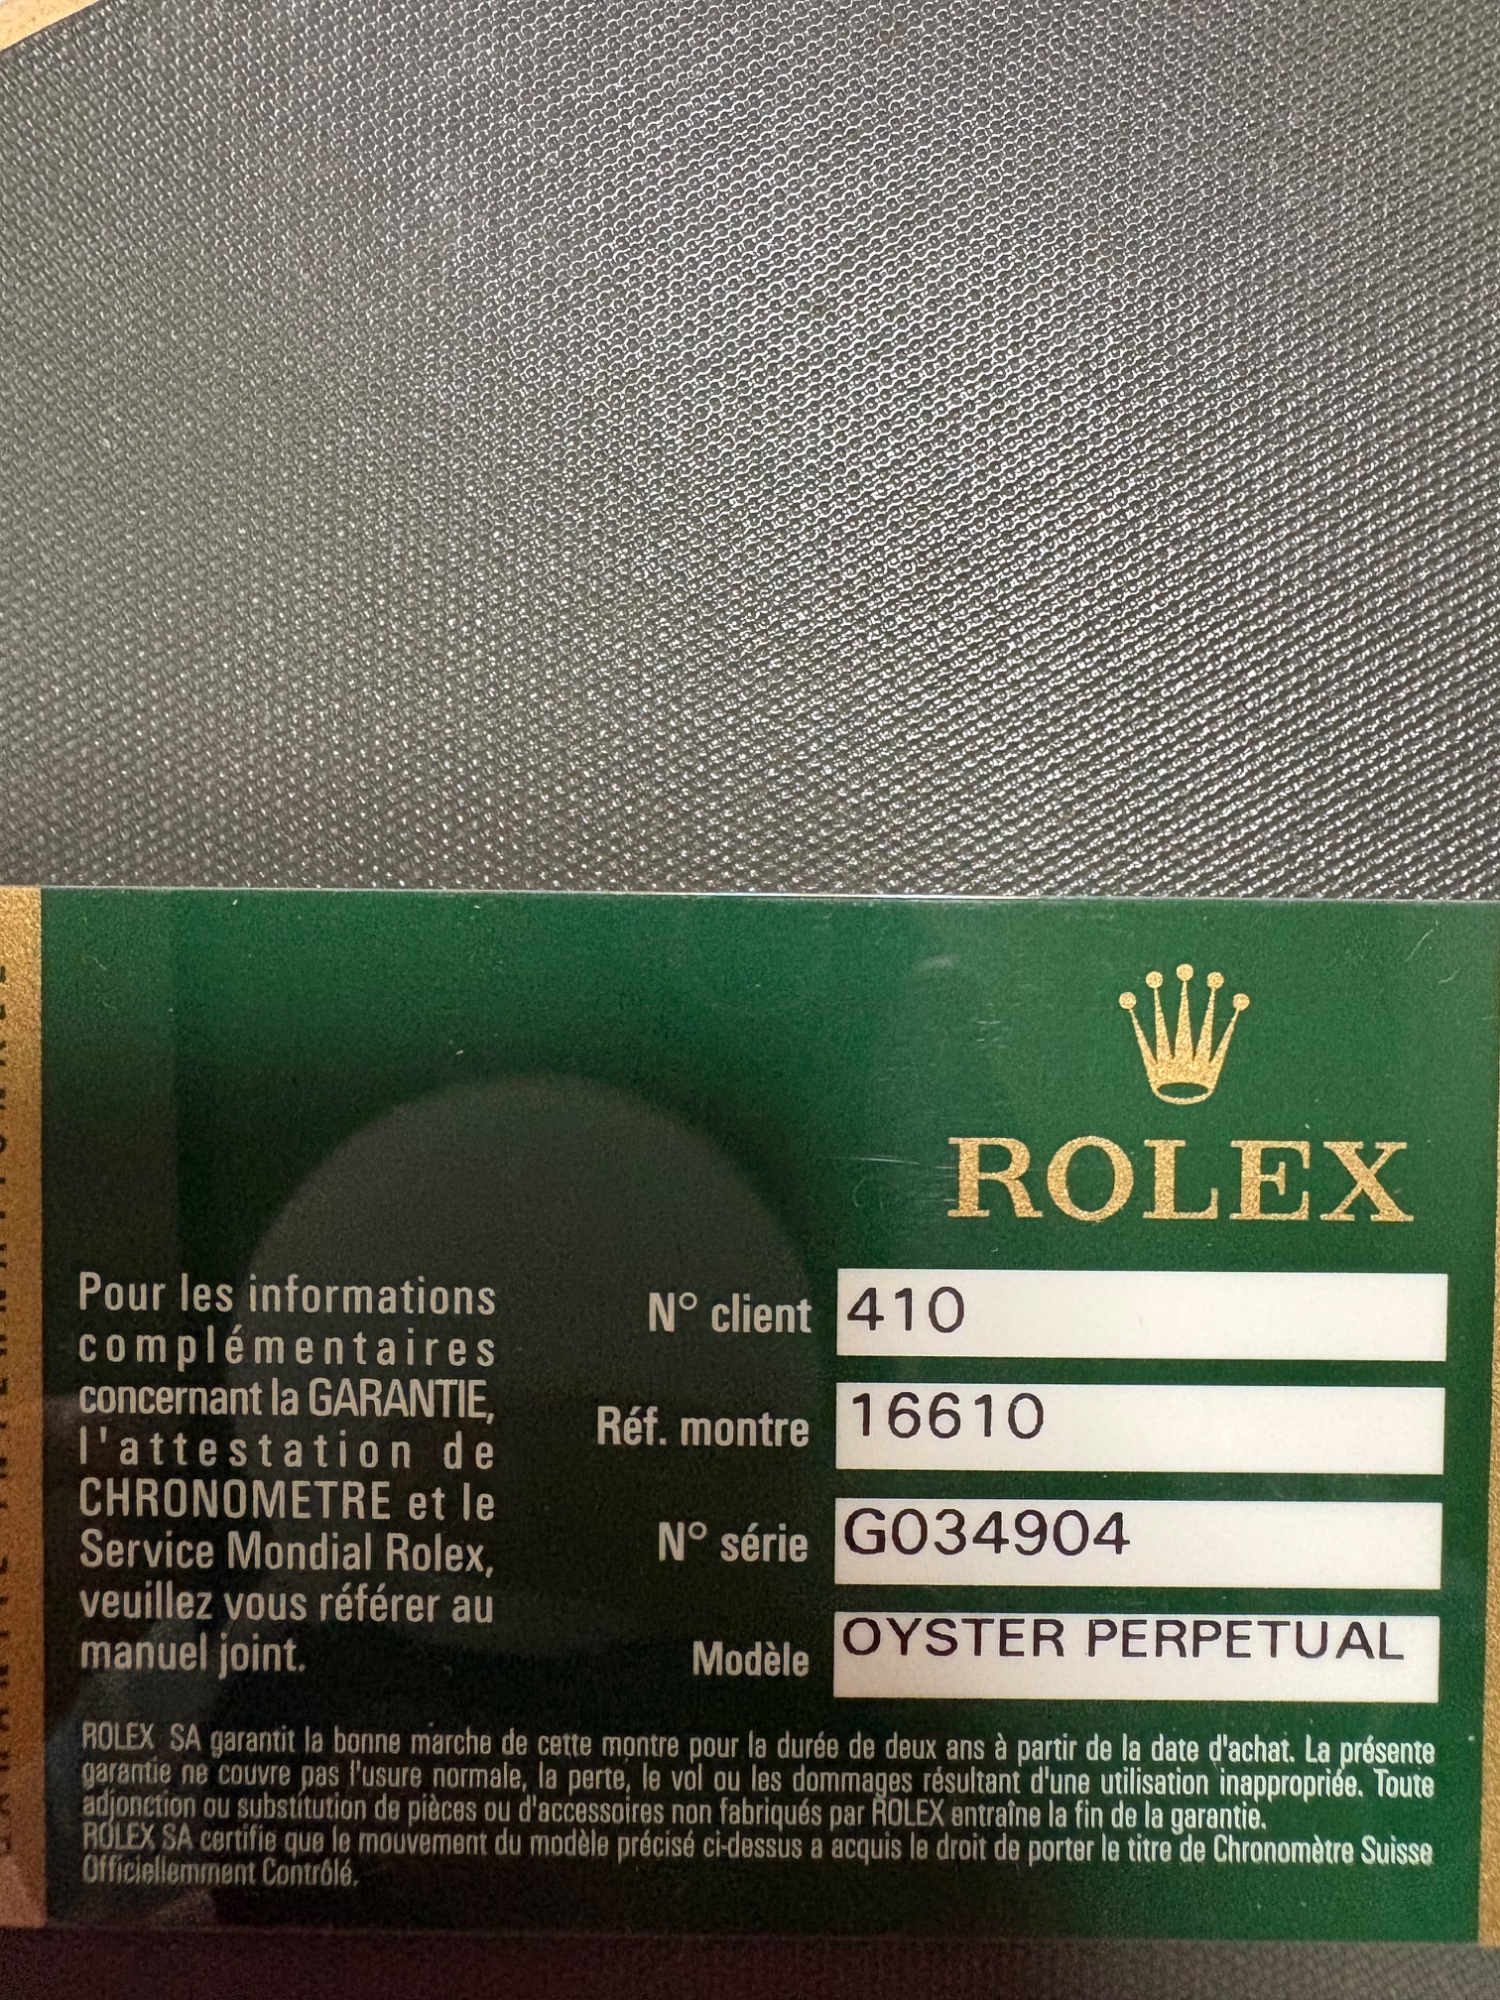 ROLEX
Pour les informations
complémentaires
concernant la GARANTIE,
l'attestation de
CHRONOMETRE et le
Service Mondial Rolex,
veuillez vous référer au
manuel joint.
N° client 410
Réf. montre 16610
N° série G034904
Modèle OYSTER PERPETUAL
ROLEX SA garantit la bonne marche de cette montre pour la durée de deux ans à partir de la date d'achat. La présente
garantie ne couvre pas l'usure normale, la perte, le vol ou les dommages résultant d'une utilisation inappropriée. Toute
adjonction ou substitution de pièces ou d'accessoires non fabriqués par ROLEX entraîne la fin de la garantie.
ROLEX SA certifie que le mouvement du modèle précisé ci-dessus a acquis le droit de porter le titre de Chronomètre Suisse
Officiellemment Contrôlé.